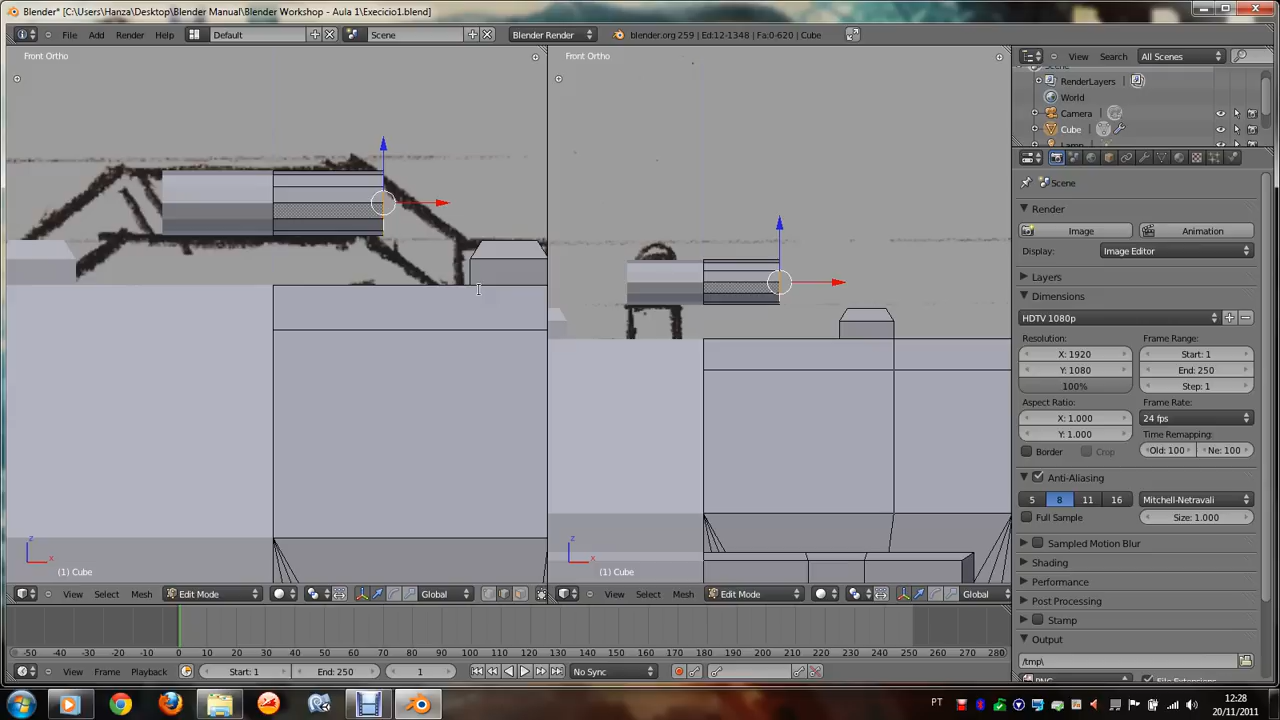 Blender* [C:\Users\Hanza\Desktop\Blender Manual\Blender Workshop - Aula 1\Execicio1.blend]
File Add Render Help Default Scene Blender Render blender.org 259 | Ed:12-1348 | Fa:0-620 | Cube
View Search All Scenes
Front Ortho
Front Ortho
Scene
RenderLayers
World
Camera
Cube
Lamp
Scene
Render
Image Animation
Display: Image Editor
Layers
Dimensions
HDTV 1080p
Resolution: Frame Range:
X: 1920 Start: 1
Y: 1080 End: 250
100% Step: 1
Aspect Ratio: Frame Rate:
X: 1.000 24 fps
Y: 1.000 Time Remapping:
Border Crop Old: 100 Ne: 100
Anti-Aliasing
5 8 11 16 Mitchell-Netravali
Full Sample Size: 1.000
Sampled Motion Blur
Shading
Performance
Post Processing
Stamp
Output
/tmp\
PNG File Extensions
z x
z x
(1) Cube
(1) Cube
View Select Mesh Edit Mode Global
View Select Mesh Edit Mode Global
-50 -40 -30 -20 -10 0 10 20 30 40 50 60 70 80 90 100 110 120 130 140 150 160 170 180 190 200 210 220 230 240 250 260 270 280
View Frame Playback Start: 1 End: 250 1 No Sync
PT
12:28
20/11/2011